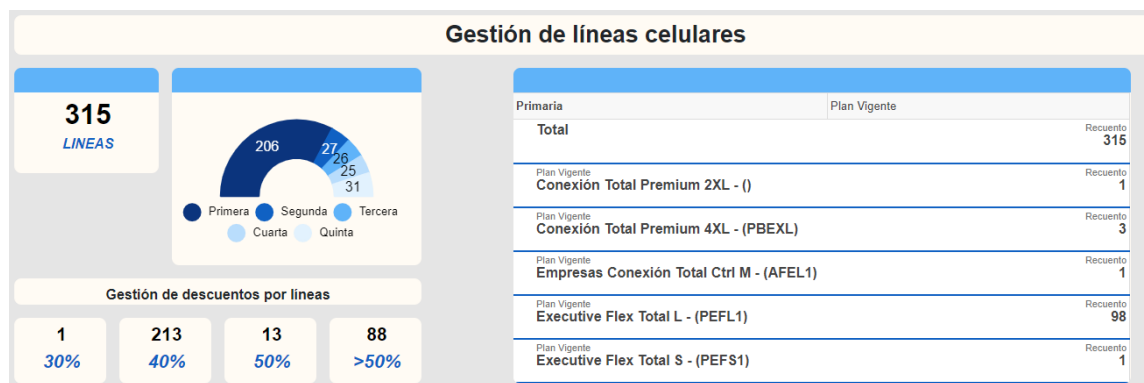 Gestión de líneas celulares
315
LINEAS
206
27
26
25
31
Primera Segunda Tercera
Cuarta Quinta
Gestión de descuentos por líneas
1 213 13 88
30% 40% 50% >50%
Primaria Plan Vigente
Total Recuento
315
Plan Vigente Recuento
Conexión Total Premium 2XL - () 1
Plan Vigente Recuento
Conexión Total Premium 4XL - (PBEXL) 3
Plan Vigente Recuento
Empresas Conexión Total Ctrl M - (AFEL1) 1
Plan Vigente Recuento
Executive Flex Total L - (PEFL1) 98
Plan Vigente Recuento
Executive Flex Total S - (PEFS1) 1